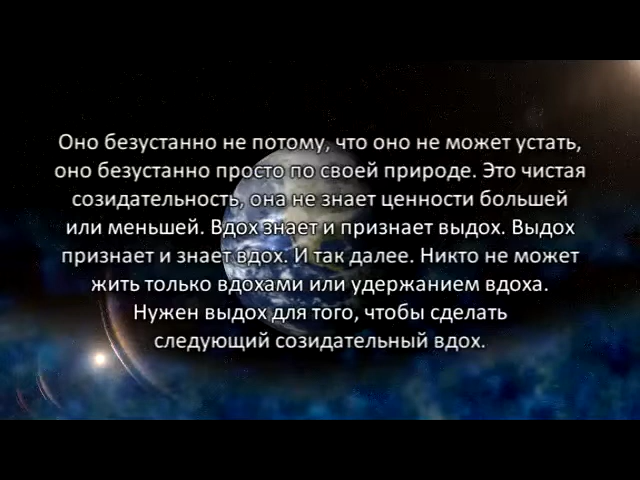 Оно безустанно не потому, что оно не может устать,
оно безустанно просто по своей природе. Это чистая
созидательность, она не знает ценности большей
или меньшей. Вдох знает и признает выдох. Выдох
признает и знает вдох. И так далее. Никто не может
жить только вдохами или удержанием вдоха.
Нужен выдох для того, чтобы сделать
следующий созидательный вдох.